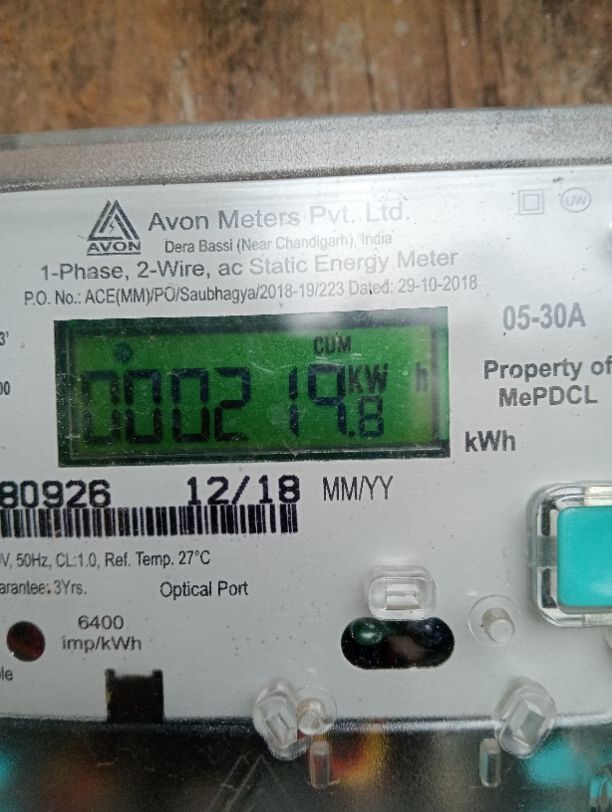 UW
Avon Meters Pvt. Ltd.
AVON
Dera Bassi (Near Chandigarh), India
1-Phase, 2-Wire, ac Static Energy Meter
P.O. No.: ACE(MM)/PO/Saubhagya/2018-19/223 Dated: 29-10-2018
05-30A
CUM
000219.8 KW h
Property of
MePDCL
kWh
80926 12/18 MM/YY
V, 50Hz, CL:1.0, Ref. Temp. 27°C
arantee: 3Yrs. Optical Port
6400
imp/kWh